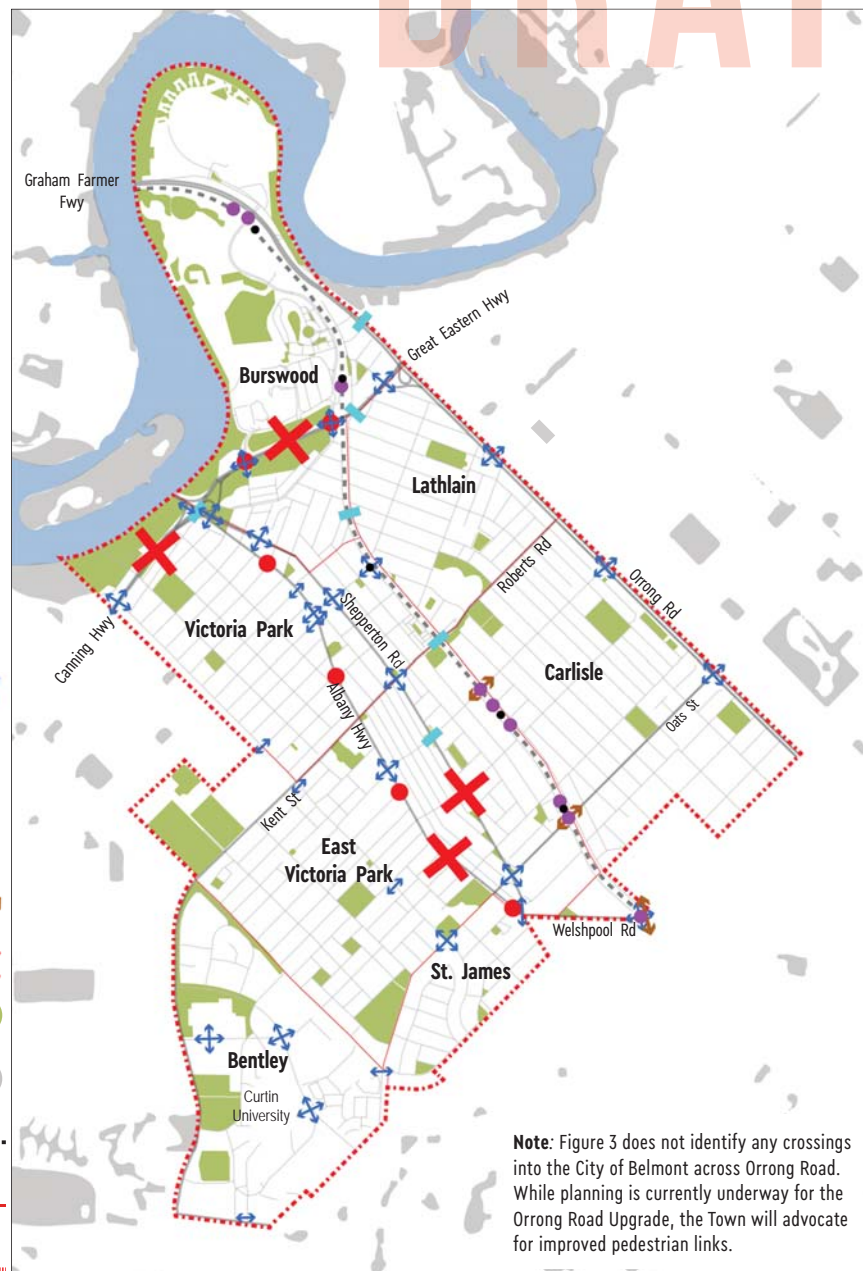 DRAF
Graham Farmer
Fwy
Great Eastern Hwy
Burswood
Lathlain
Roberts Rd
Orrong Rd
Canning Hwy
Victoria Park
Shepperton Rd
Albany Hwy
Carlisle
Oats St
Kent St
East
Victoria Park
Welshpool Rd
St. James
Bentley
Curtin
University
Note: Figure 3 does not identify any crossings
into the City of Belmont across Orrong Road.
While planning is currently underway for the
Orrong Road Upgrade, the Town will advocate
for improved pedestrian links.